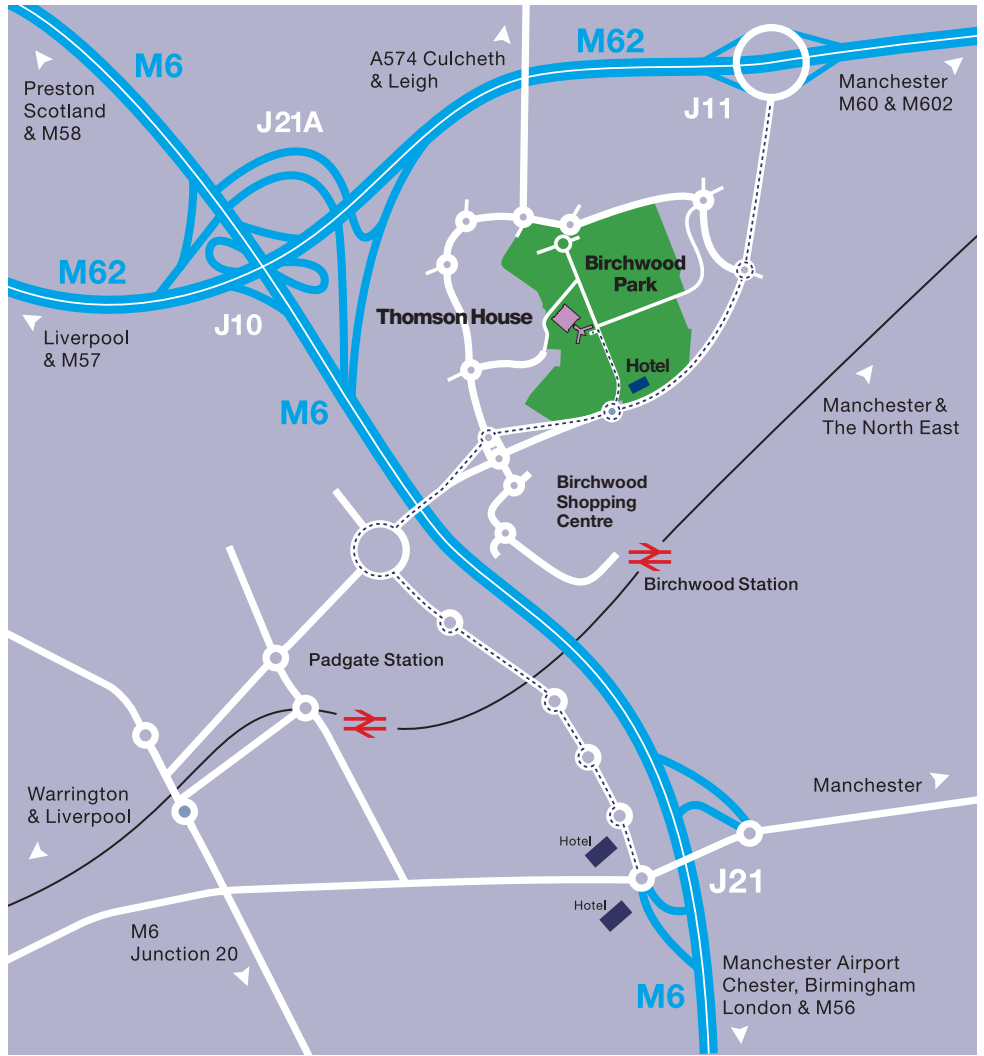 M6
Preston
Scotland
& M58
A574 Culcheth
& Leigh
M62
J11
Manchester
M60 & M602
J21A
M62
J10
Liverpool
& M57
Birchwood
Park
Thomson House
Hotel
M6
Manchester &
The North East
Birchwood
Shopping
Centre
Birchwood Station
Padgate Station
Warrington
& Liverpool
Manchester
Hotel
J21
Hotel
M6
Junction 20
M6
Manchester Airport
Chester, Birmingham
London & M56